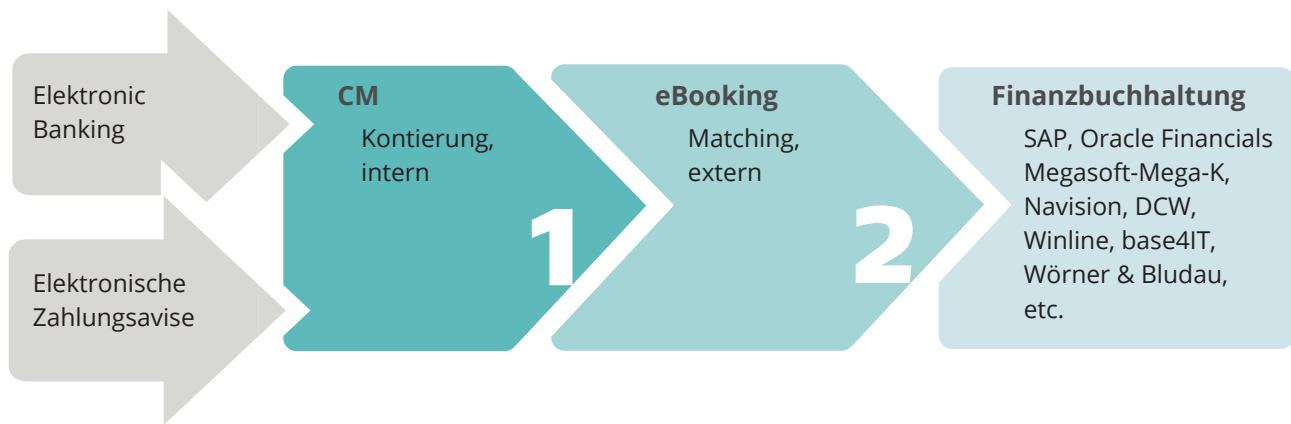 Elektronic
Banking
Elektronische
Zahlungsavise
CM
Kontierung,
intern
1
eBooking
Matching,
extern
2
Finanzbuchhaltung
SAP, Oracle Financials
Megasoft-Mega-K,
Navision, DCW,
Winline, base4IT,
Wörner & Bludau,
etc.